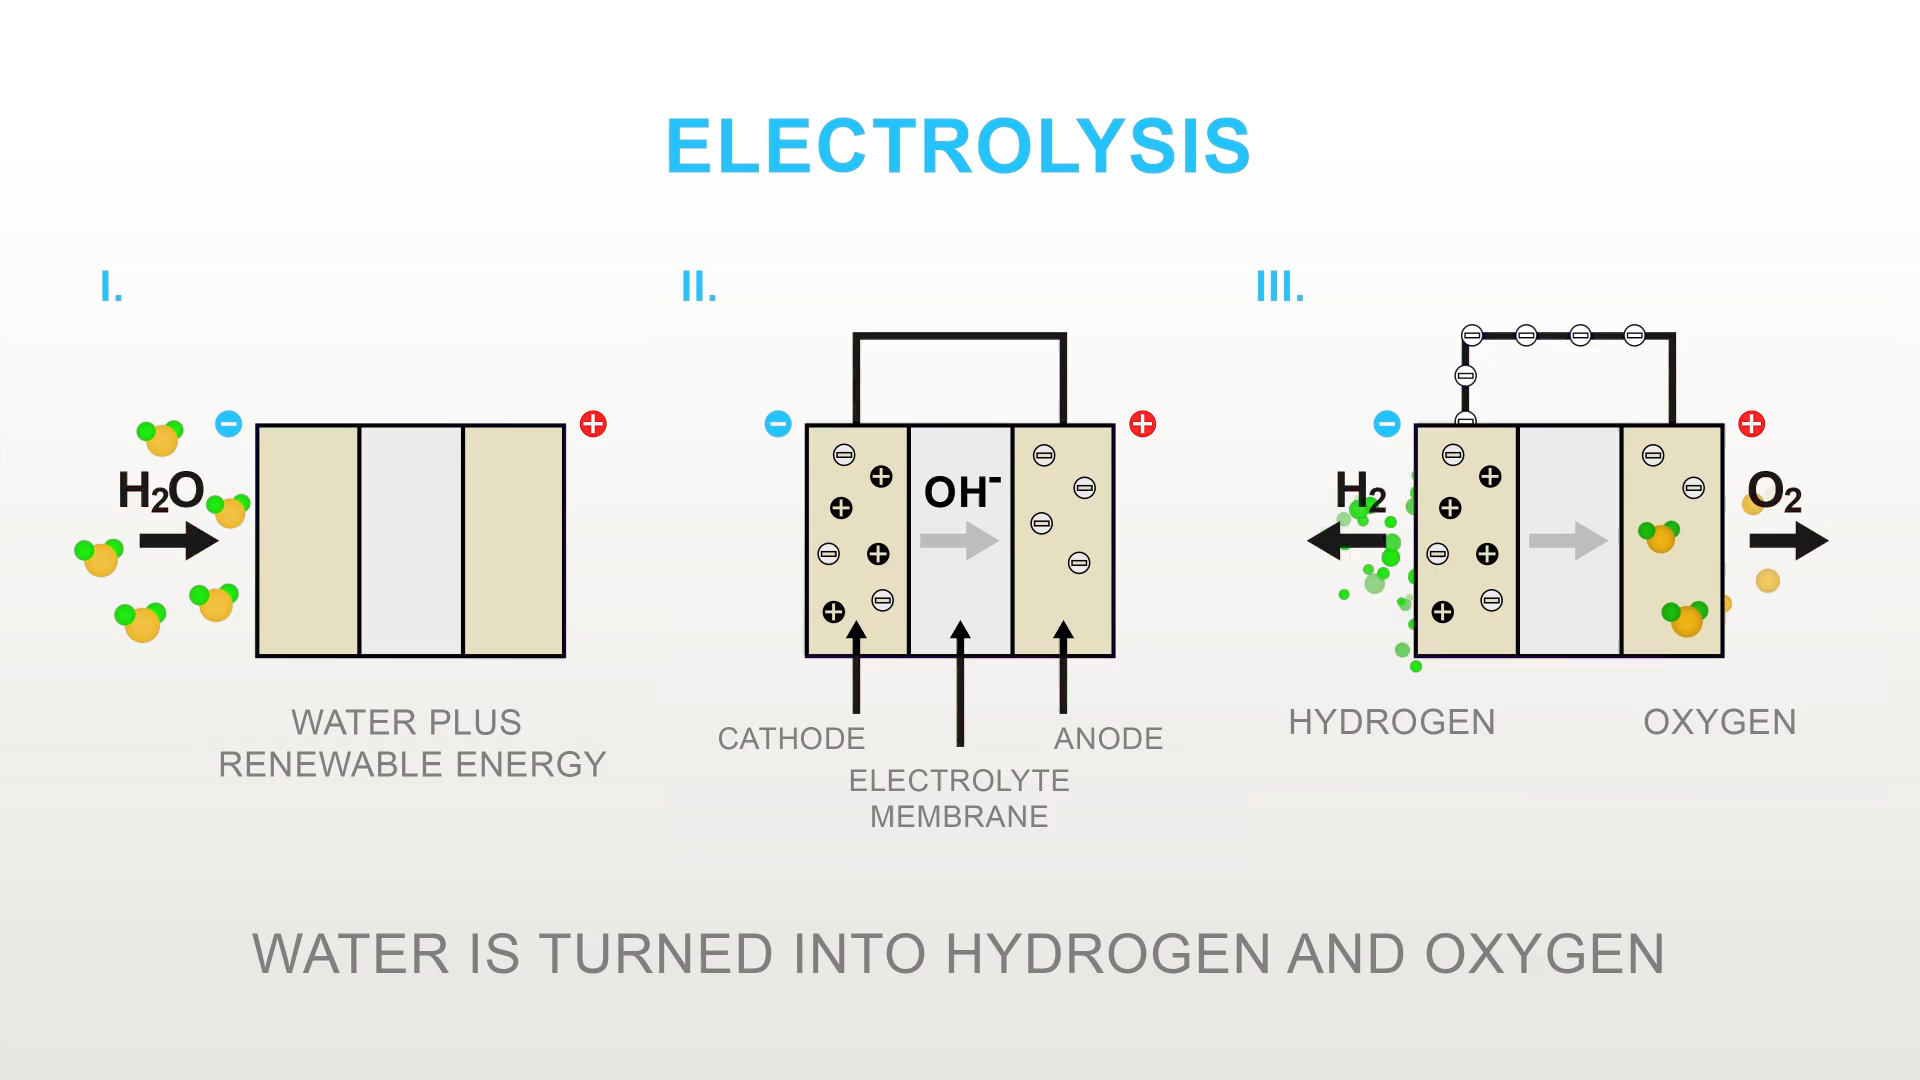 ELECTROLYSIS
I.
II.
III.
H2O
OH-
H2
O2
WATER PLUS
RENEWABLE ENERGY
CATHODE
ANODE
ELECTROLYTE
MEMBRANE
HYDROGEN
OXYGEN
WATER IS TURNED INTO HYDROGEN AND OXYGEN